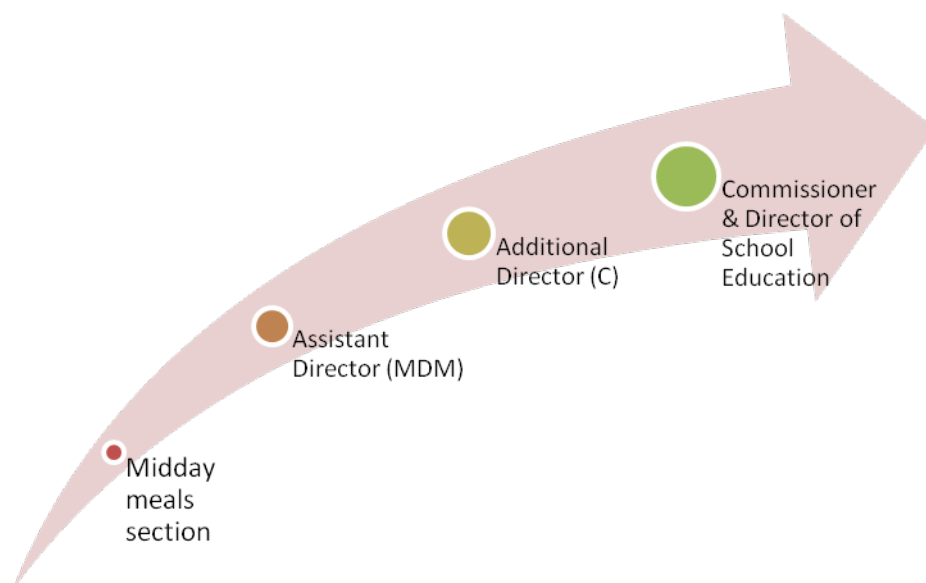 Midday
meals
section
Assistant
Director (MDM)
Additional
Director (C)
Commissioner
& Director of
School
Education